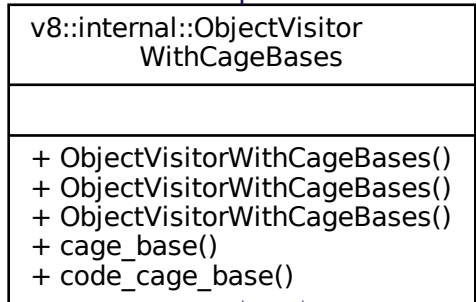 v8::internal::ObjectVisitor
WithCageBases
+ ObjectVisitorWithCageBases()
+ ObjectVisitorWithCageBases()
+ ObjectVisitorWithCageBases()
+ cage_base()
+ code_cage_base()